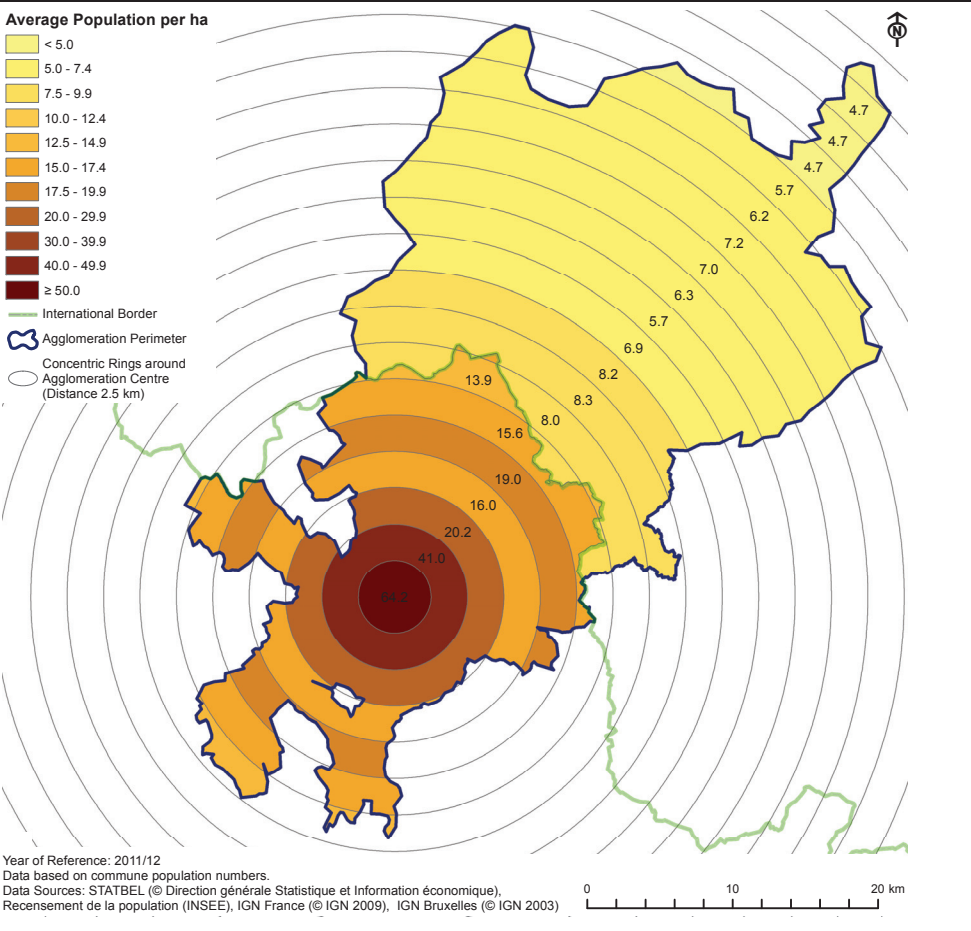 Average Population per ha
< 5.0
5.0 - 7.4
7.5 - 9.9
10.0 - 12.4
12.5 - 14.9
15.0 - 17.4
17.5 - 19.9
20.0 - 29.9
30.0 - 39.9
40.0 - 49.9
≥ 50.0
International Border
Agglomeration Perimeter
Concentric Rings around
Agglomeration Centre
(Distance 2.5 km)
N
4.7
4.7
4.7
5.7
6.2
7.2
7.0
6.3
5.7
6.9
8.2
8.3
8.0
13.9
15.6
19.0
16.0
20.2
41.0
64.2
Year of Reference: 2011/12
Data based on commune population numbers.
Data Sources: STATBEL (© Direction générale Statistique et Information économique),
Recensement de la population (INSEE), IGN France (© IGN 2009), IGN Bruxelles (© IGN 2003)
0 10 20 km